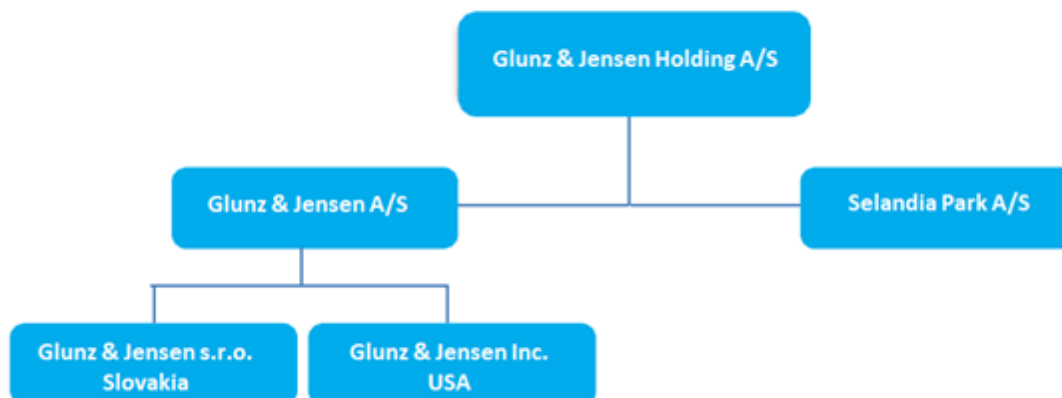 Glunz & Jensen Holding A/S
Glunz & Jensen A/S
Selandia Park A/S
Glunz & Jensen s.r.o.
Slovakia
Glunz & Jensen Inc.
USA